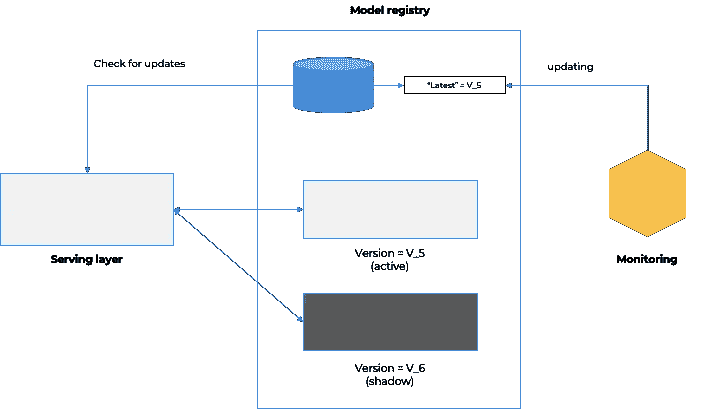 Model registry
Check for updates
"Latest" = V_5
updating
Serving layer
Version = V_5
(active)
Monitoring
Version = V_6
(shadow)